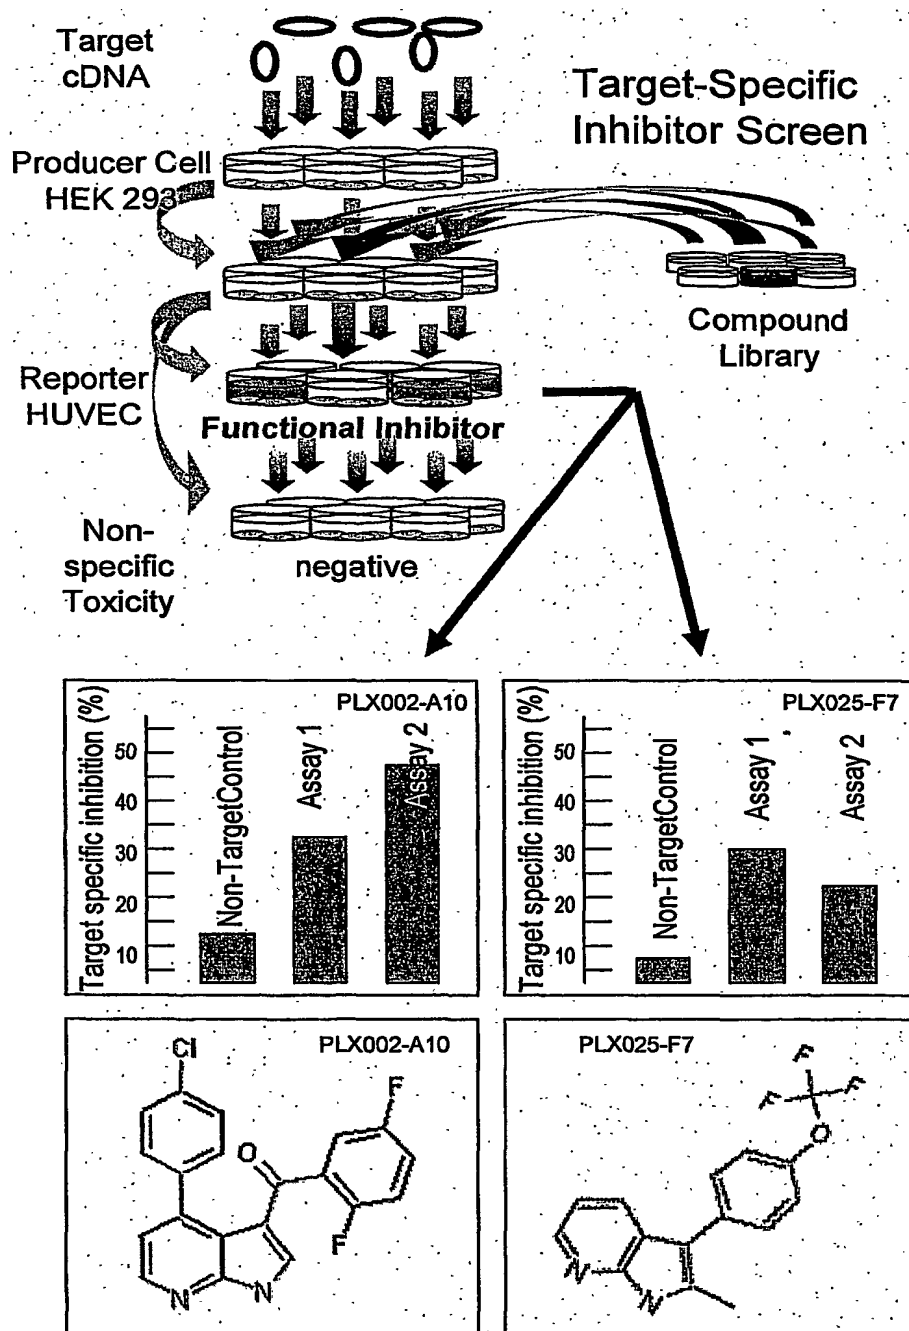 Target
cDNA
Target-Specific
Inhibitor Screen
Producer Cell
HEK 293
Compound
Library
Reporter
HUVEC
Functional Inhibitor
Non-
specific
Toxicity
negative
PLX002-A10
Target specific inhibition (%)
50
40
30
20
10
Non-TargetControl
Assay 1
Assay 2
PLX025-F7
Target specific inhibition (%)
50
40
30
20
10
Non-TargetControl
Assay 1
Assay 2
PLX002-A10
Cl
F
O
F
N
N
PLX025-F7
F
F
F
O
N
N